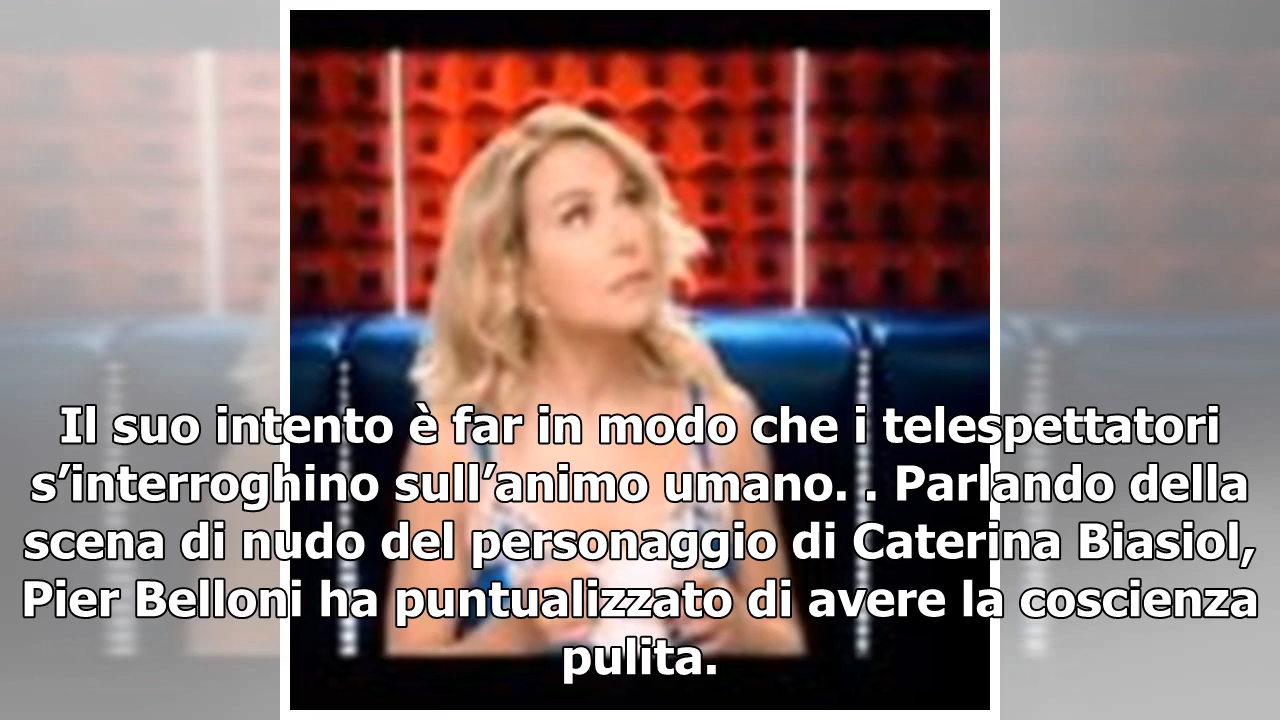 Il suo intento è far in modo che i telespettatori
s’interroghino sull’animo umano. . Parlando della
scena di nudo del personaggio di Caterina Biasiol,
Pier Belloni ha puntualizzato di avere la coscienza
pulita.